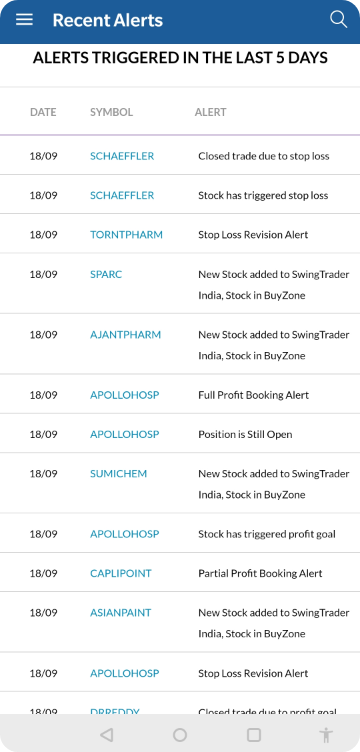 Recent Alerts
ALERTS TRIGGERED IN THE LAST 5 DAYS
DATE SYMBOL ALERT
18/09 SCHAEFFLER Closed trade due to stop loss
18/09 SCHAEFFLER Stock has triggered stop loss
18/09 TORNTPHARM Stop Loss Revision Alert
18/09 SPARC New Stock added to SwingTrader
India, Stock in BuyZone
18/09 AJANTPHARM New Stock added to SwingTrader
India, Stock in BuyZone
18/09 APOLLOHOSP Full Profit Booking Alert
18/09 APOLLOHOSP Position is Still Open
18/09 SUMICHEM New Stock added to SwingTrader
India, Stock in BuyZone
18/09 APOLLOHOSP Stock has triggered profit goal
18/09 CAPLIPOINT Partial Profit Booking Alert
18/09 ASIANPAINT New Stock added to SwingTrader
India, Stock in BuyZone
18/09 APOLLOHOSP Stop Loss Revision Alert
18/09 DRREDDY Closed trade due to profit goal